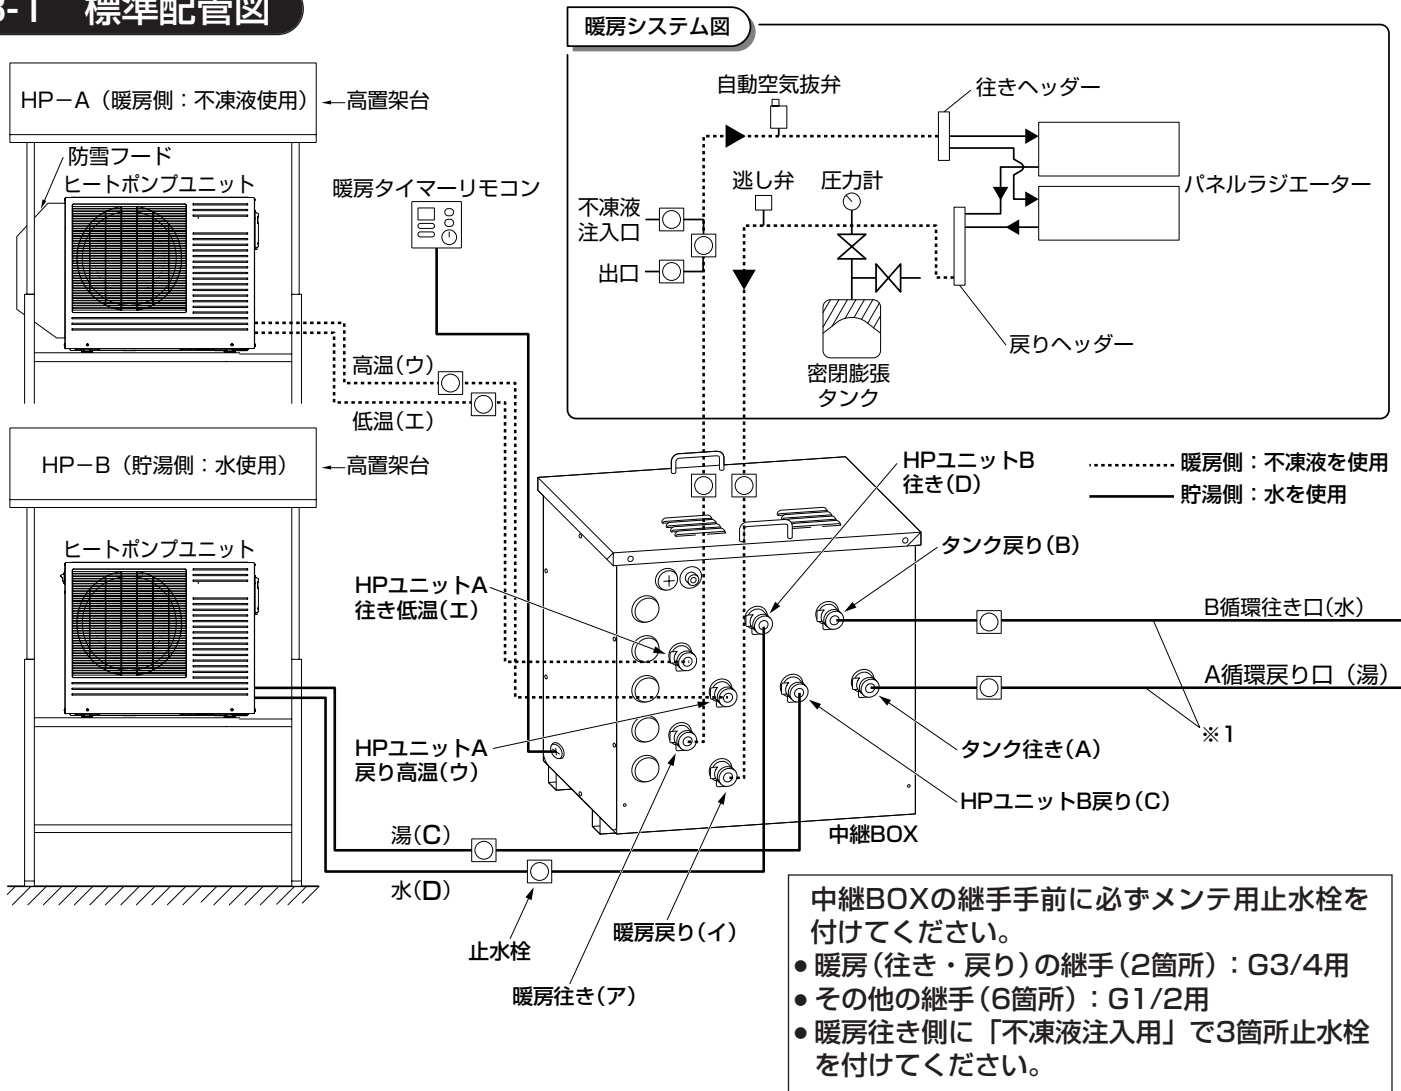 3-1 標準配管図
暖房システム図
HP−A（暖房側：不凍液使用）
高置架台
防雪フード
ヒートポンプユニット
暖房タイマーリモコン
自動空気抜弁
往きヘッダー
逃し弁
圧力計
パネルラジエーター
不凍液
注入口
出口
戻りヘッダー
密閉膨張
タンク
高温(ウ)
低温(エ)
HP−B（貯湯側：水使用）
高置架台
ヒートポンプユニット
HPユニットB
往き(D)
暖房側：不凍液を使用
貯湯側：水を使用
タンク戻り(B)
HPユニットA
往き低温(エ)
B循環往き口(水)
A循環戻り口（湯）
※1
HPユニットA
戻り高温(ウ)
タンク往き(A)
HPユニットB戻り(C)
中継BOX
湯(C)
水(D)
止水栓
暖房戻り(イ)
暖房往き(ア)
中継BOXの継手手前に必ずメンテ用止水栓を
付けてください。
●暖房(往き・戻り)の継手(2箇所)：G3/4用
●その他の継手(6箇所)：G1/2用
●暖房往き側に「不凍液注入用」で3箇所止水栓
を付けてください。